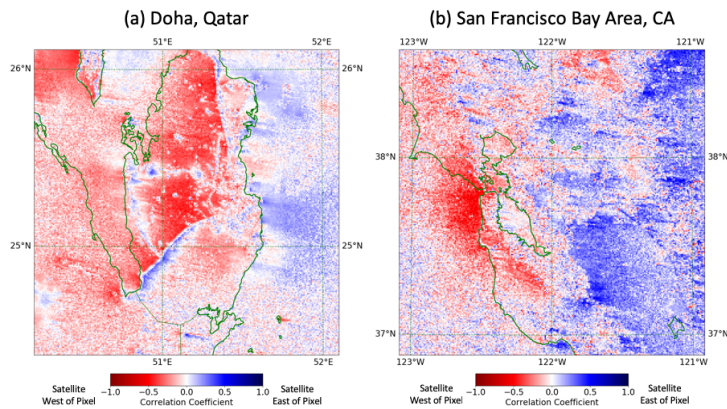 (a) Doha, Qatar
(b) San Francisco Bay Area, CA
51°E 52°E
123°W 122°W 121°W
26°N 26°N
38°N 38°N
25°N 25°N
37°N 37°N
51°E 52°E
123°W 122°W 121°W
Satellite
West of Pixel
−1.0 −0.5 0.0 0.5 1.0
Correlation Coefficient
Satellite
East of Pixel
Satellite
West of Pixel
−1.0 −0.5 0.0 0.5 1.0
Correlation Coefficient
Satellite
East of Pixel